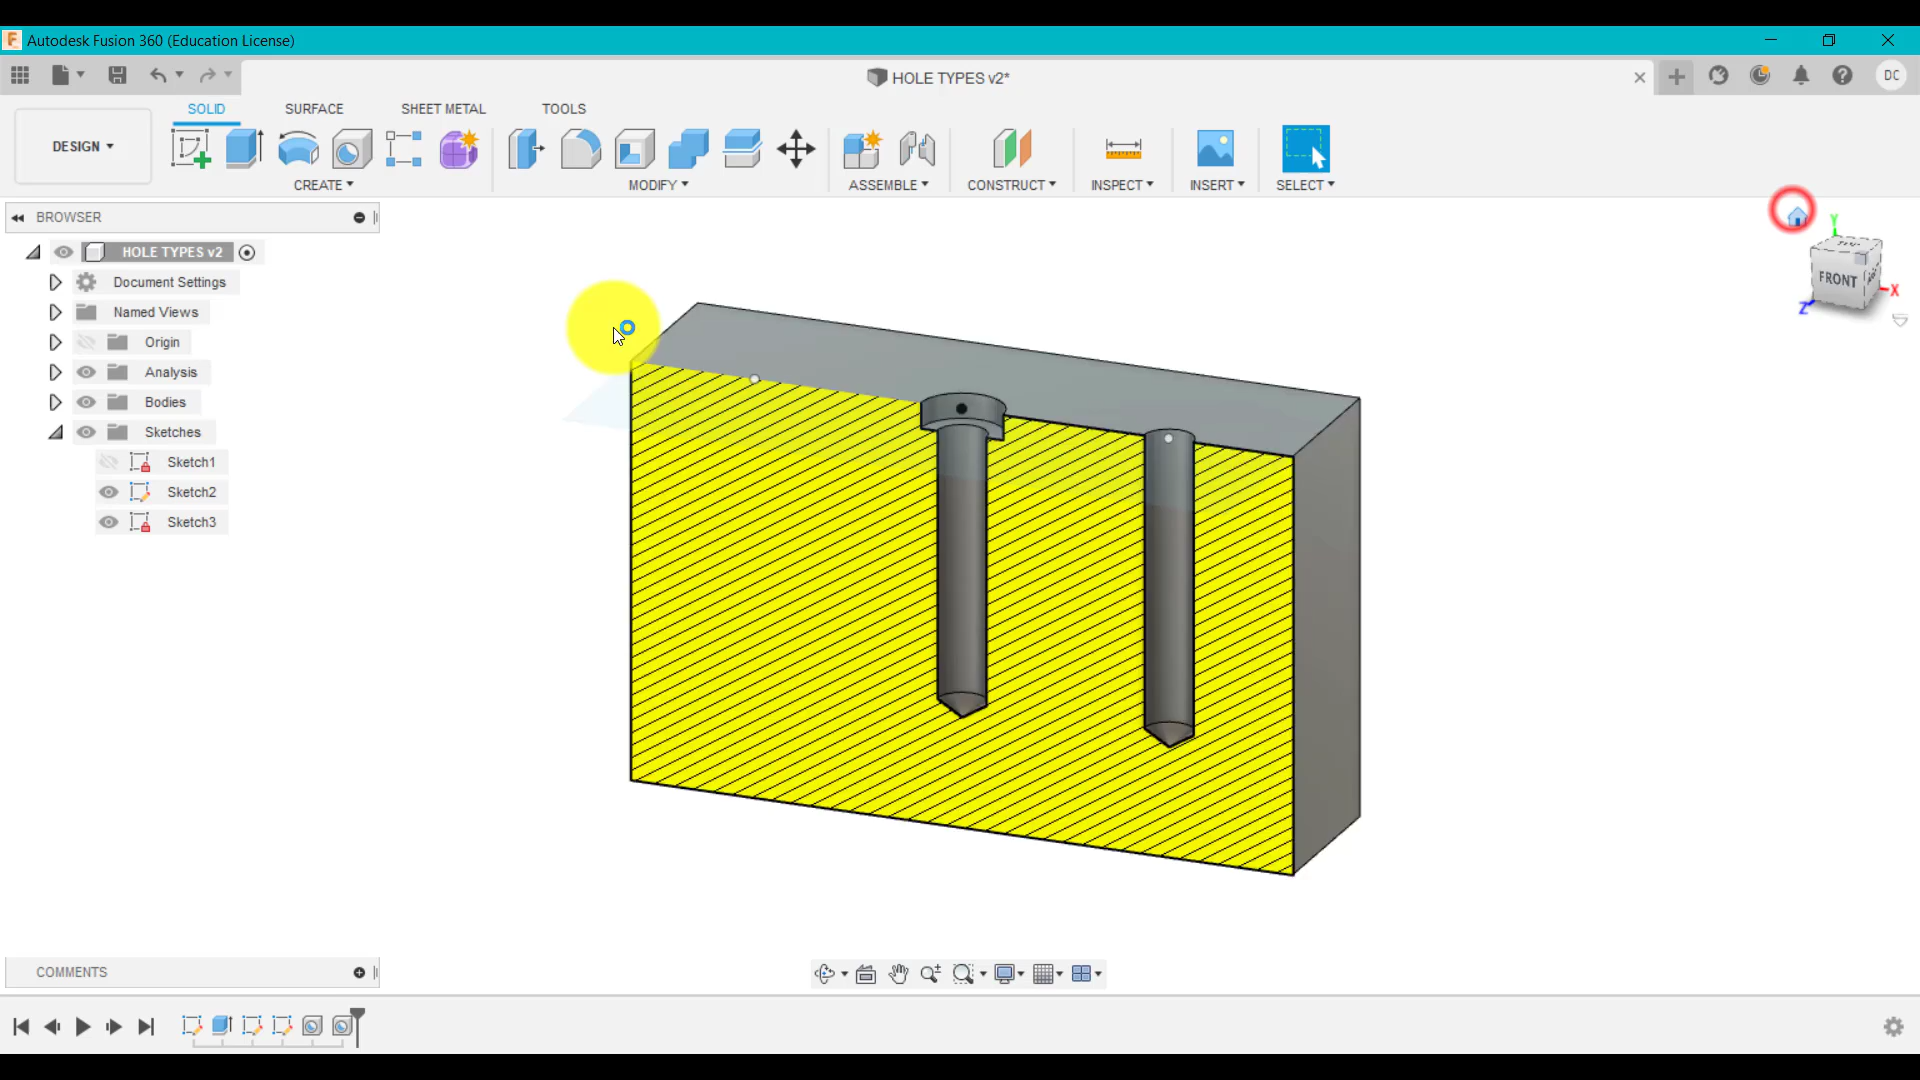 Autodesk Fusion 360 (Education License)
HOLE TYPES v2*
DC
SOLID SURFACE SHEET METAL TOOLS
DESIGN
CREATE MODIFY ASSEMBLE CONSTRUCT INSPECT INSERT SELECT
BROWSER
HOLE TYPES v2
Document Settings
Named Views
Origin
Analysis
Bodies
Sketches
Sketch1
Sketch2
Sketch3
Y
TOP
FRONT
X
Z
COMMENTS